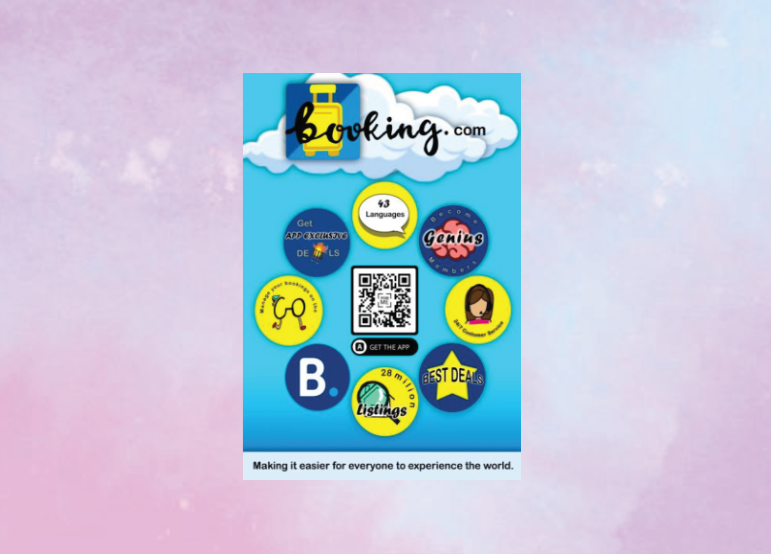 booking.com
43
Languages
Get
APP EXCLUSIVE
DE LS
Become
Genius
Members
Manage your bookings on the
GO
24/7 Customer Service
GET THE APP
B.
BEST DEALS
28 million
Listings
Making it easier for everyone to experience the world.